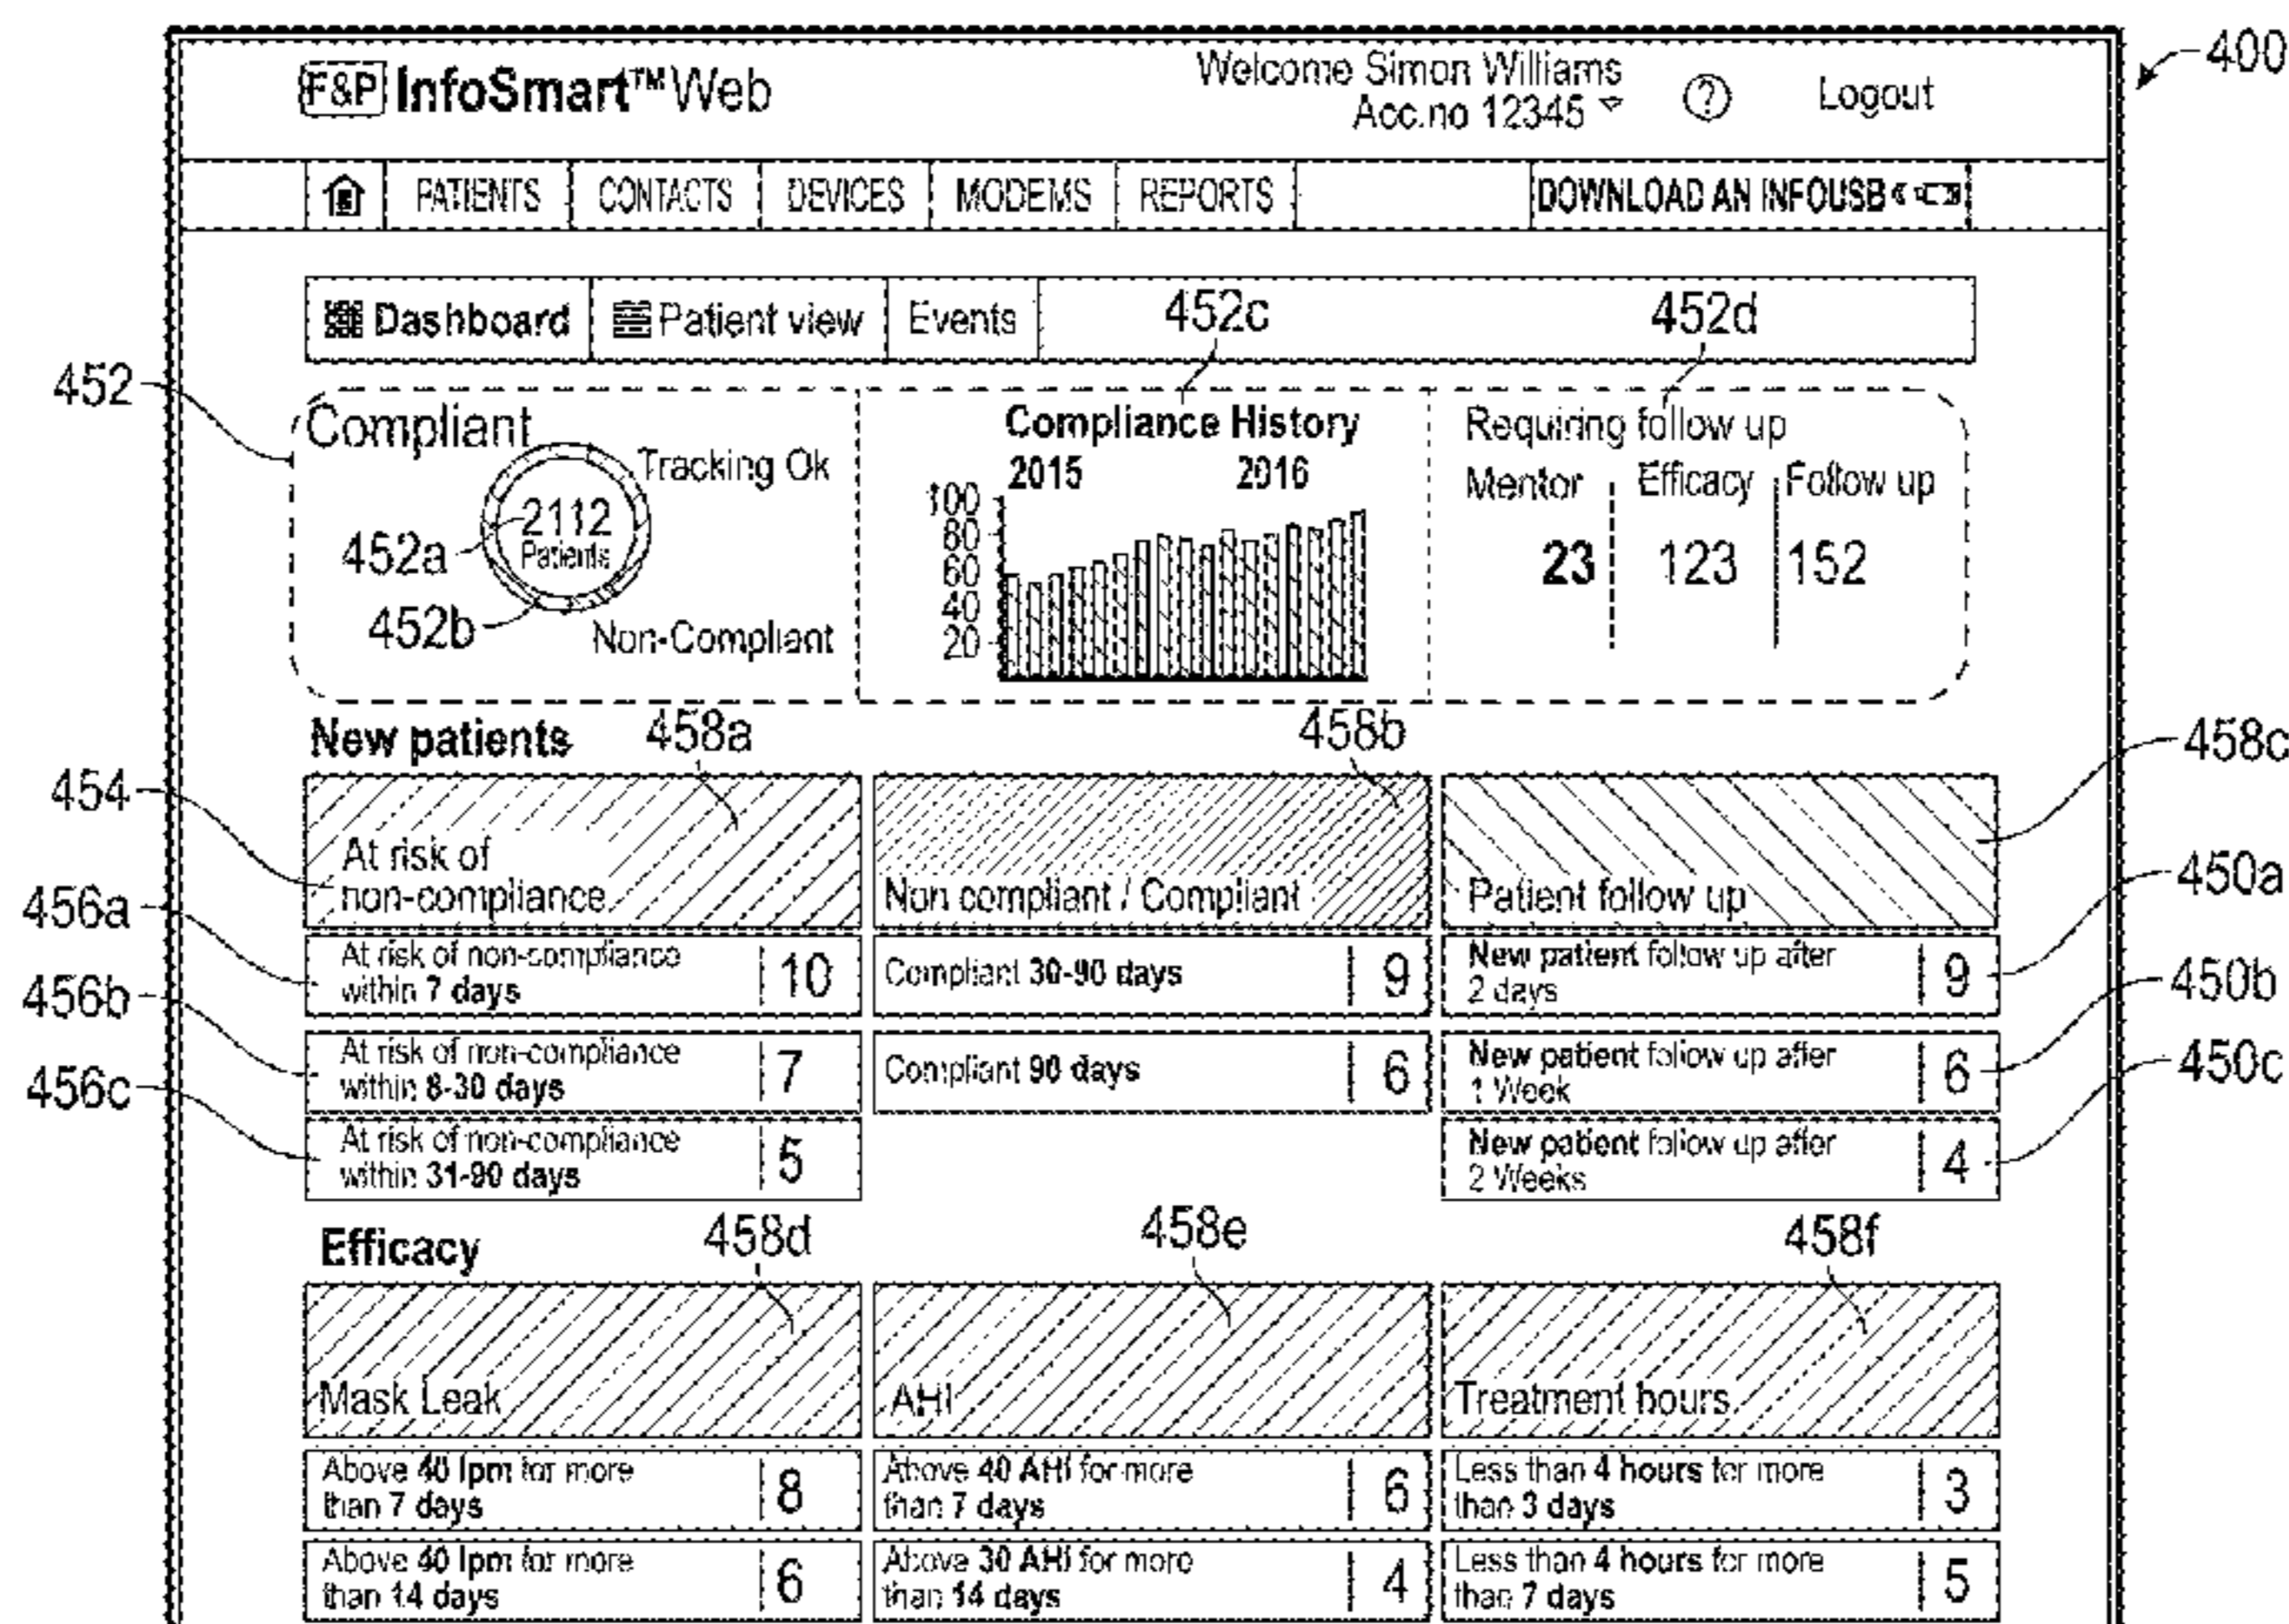 400
F&P InfoSmart™ Web
Welcome Simon Williams
Acc.no 12345
?
Logout
PATIENTS
CONTACTS
DEVICES
MODEMS
REPORTS
DOWNLOAD AN INFOUSB
Dashboard
Patient view
Events
452c
452d
452
Compliant
Tracking Ok
2112
Patients
452a
452b
Non-Compliant
Compliance History
2015 2016
100
80
60
40
20
Requiring follow up
Mentor
23
Efficacy
123
Follow up
152
New patients
458a
458b
458c
454
At risk of
non-compliance
Non compliant / Compliant
Patient follow up
456a
At risk of non-compliance
within 7 days
10
Compliant 30-90 days
9
New patient follow up after
2 days
9
450a
456b
At risk of non-compliance
within 8-30 days
7
Compliant 90 days
6
New patient follow up after
1 Week
6
450b
456c
At risk of non-compliance
within 31-90 days
5
New patient follow up after
2 Weeks
4
450c
Efficacy
458d
458e
458f
Mask Leak
AHI
Treatment hours
Above 40 lpm for more
than 7 days
8
Above 40 AHI for more
than 7 days
6
Less than 4 hours for more
than 3 days
3
Above 40 lpm for more
than 14 days
6
Above 30 AHI for more
than 14 days
4
Less than 4 hours for more
than 7 days
5